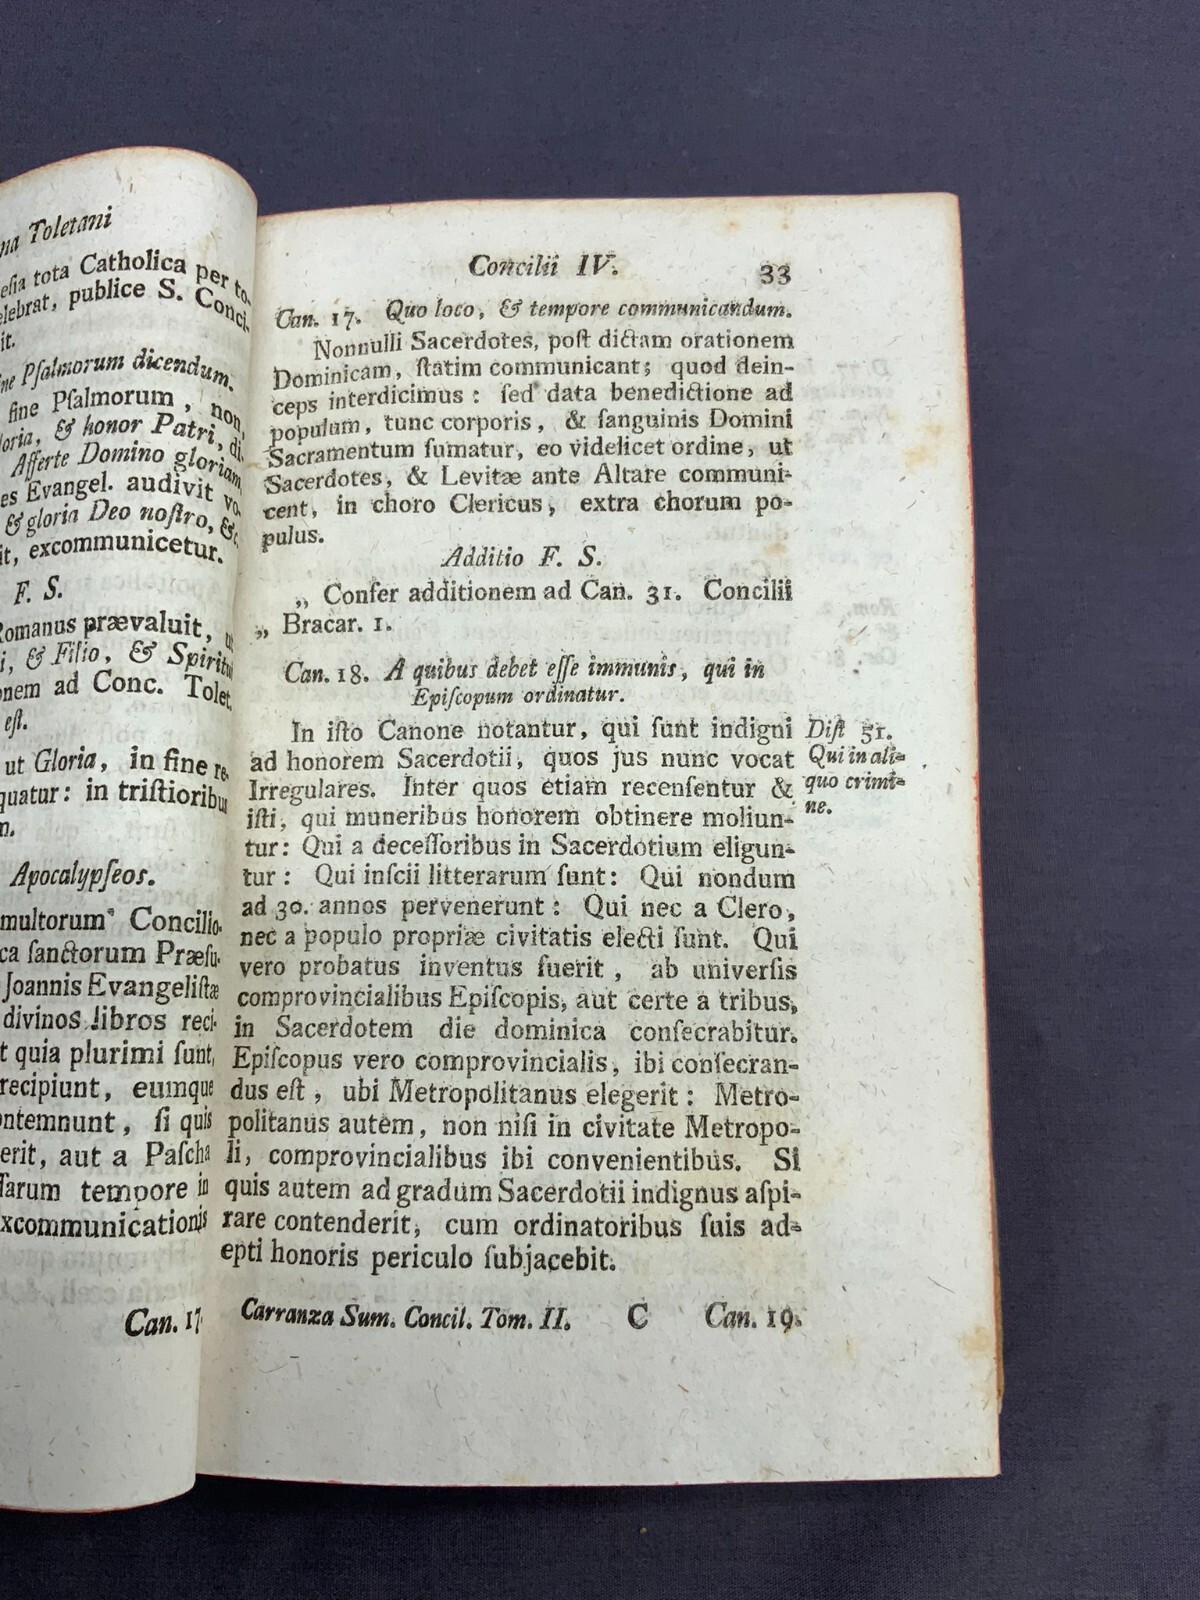 na Toletani
esia tota Catholica per to-
elebrat, publice S. Conci-
it.
ne Pſalmorum dicendum.
fine Pſalmorum, non,
loria, & honor Patri, di-
Afferte Domino gloriam
es Evangel. audivit vo-
& gloria Deo noſtro, &c.
it, excommunicetur.
F. S.
Romanus prævaluit, ut
i, & Filio, & Spiritui
onem ad Conc. Tolet.
eſt.
ut Gloria, in fine re-
quatur: in triſtioribus
n.
Apocalypſeos.
multorum Concilio-
ca ſanctorum Præſu-
Joannis Evangeliſtæ
divinos libros reci-
t quia plurimi ſunt,
recipiunt, eumque
ontemnunt, ſi quis
erit, aut a Paſcha
ſſarum tempore in
xcommunicationis
Can. 17
Concilii IV. 33
Can. 17. Quo loco, & tempore communicandum.
Nonnulli Sacerdotes, poſt dictam orationem
Dominicam, ſtatim communicant; quod dein-
ceps interdicimus: ſed data benedictione ad
populum, tunc corporis, & ſanguinis Domini
Sacramentum ſumatur, eo videlicet ordine, ut
Sacerdotes, & Levitæ ante Altare communi-
cent, in choro Clericus, extra chorum po-
pulus.
Additio F. S.
„ Confer additionem ad Can. 31. Concilii
„ Bracar. 1.
Can. 18. A quibus debet eſſe immunis, qui in
Epiſcopum ordinatur.
In iſto Canone notantur, qui ſunt indigni
ad honorem Sacerdotii, quos jus nunc vocat
Irregulares. Inter quos etiam recenſentur &
iſti, qui muneribus honorem obtinere moliun-
tur: Qui a deceſſoribus in Sacerdotium eligun-
tur: Qui inſcii litterarum ſunt: Qui nondum
ad 30. annos pervenerunt: Qui nec a Clero,
nec a populo propriæ civitatis electi ſunt. Qui
vero probatus inventus fuerit, ab univerſis
comprovincialibus Epiſcopis, aut certe a tribus,
in Sacerdotem die dominica conſecrabitur.
Epiſcopus vero comprovincialis, ibi conſecran-
dus eſt, ubi Metropolitanus elegerit: Metro-
politanus autem, non niſi in civitate Metropo-
li, comprovincialibus ibi convenientibus. Si
quis autem ad gradum Sacerdotii indignus aſpi-
rare contenderit, cum ordinatoribus ſuis ad-
epti honoris periculo ſubjacebit.
Diſt 51.
Qui in ali-
quo crimi-
ne.
Carranza Sum. Concil. Tom. II. C Can. 19.